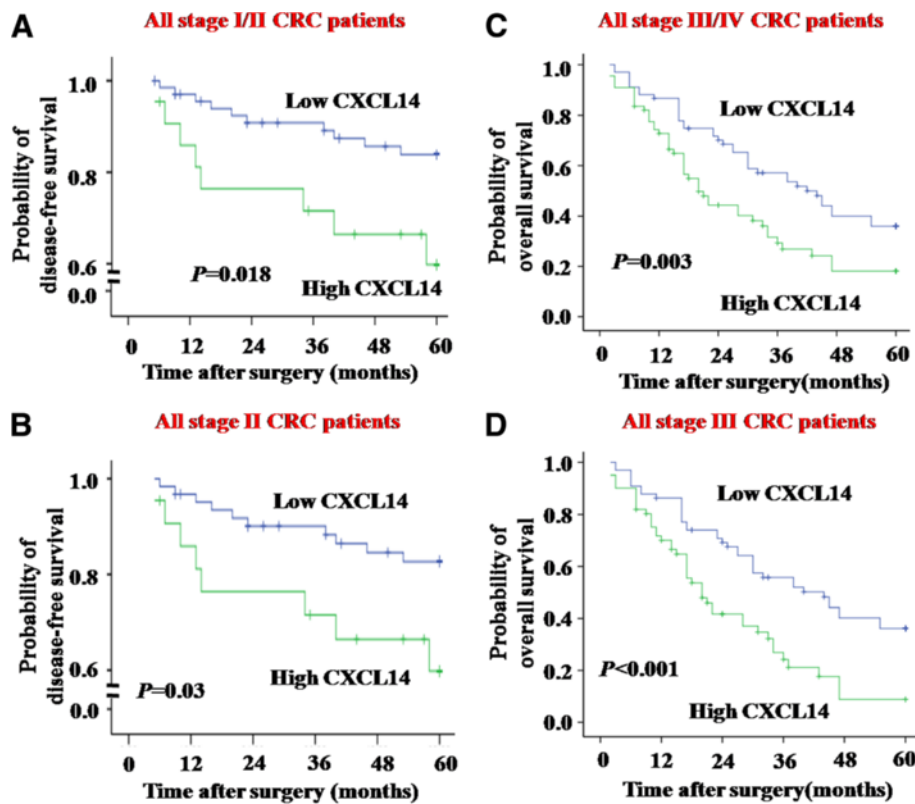 A
All stage I/II CRC patients
Probability of
disease-free survival
1.0
0.8
0.6
0.0
Low CXCL14
P=0.018
High CXCL14
0 12 24 36 48 60
Time after surgery (months)
B
All stage II CRC patients
Probability of
disease-free survival
1.0
0.8
0.6
0.0
Low CXCL14
High CXCL14
P=0.03
0 12 24 36 48 60
Time after surgery (months)
C
All stage III/IV CRC patients
Probability of
overall survival
1.0
0.8
0.6
0.4
0.2
0.0
Low CXCL14
P=0.003
High CXCL14
0 12 24 36 48 60
Time after surgery(months)
D
All stage III CRC patients
Probability of
overall survival
1.0
0.8
0.6
0.4
0.2
0.0
Low CXCL14
P<0.001
High CXCL14
0 12 24 36 48 60
Time after surgery(months)